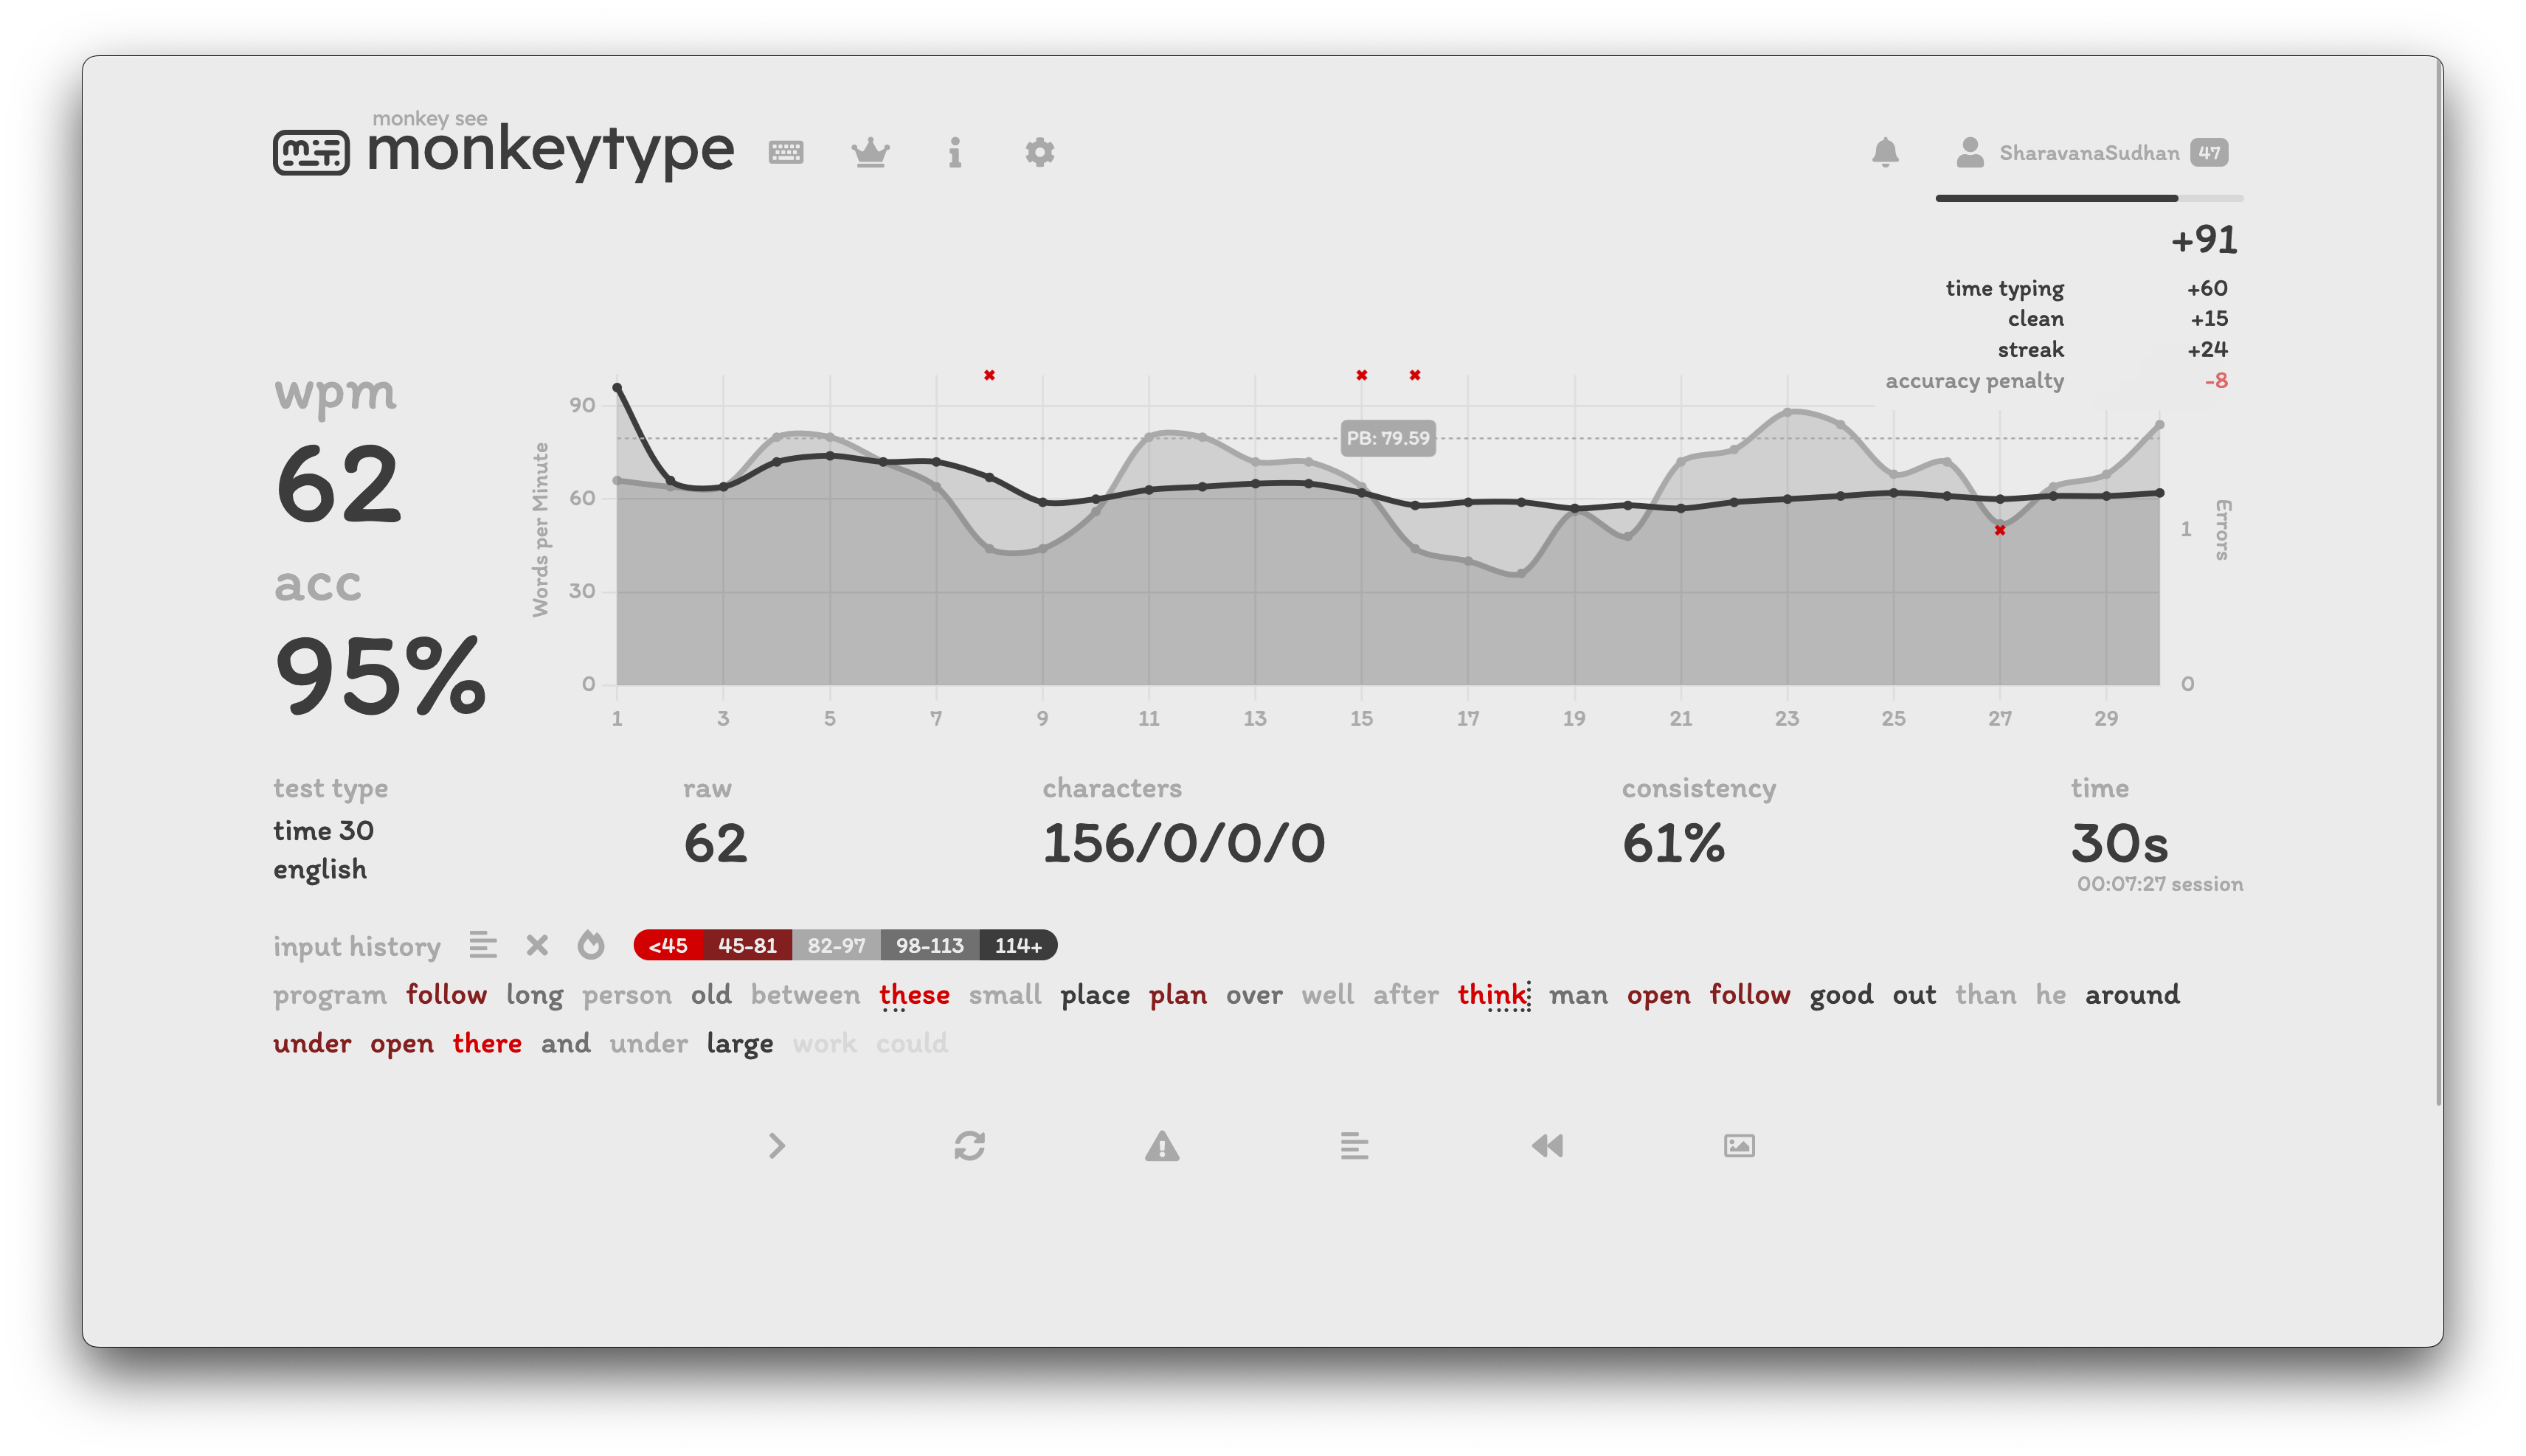 monkey see
monkeytype
SharavanaSudhan 47
+91
time typing +60
clean +15
streak +24
accuracy penalty -8
wpm
62
acc
95%
Words per Minute
90
60
30
0
PB: 79.59
1
0
Errors
1 3 5 7 9 11 13 15 17 19 21 23 25 27 29
test type
time 30
english
raw
62
characters
156/0/0/0
consistency
61%
time
30s
00:07:27 session
input history <45 45-81 82-97 98-113 114+
program follow long person old between these small place plan over well after think man open follow good out than he around
under open there and under large work could